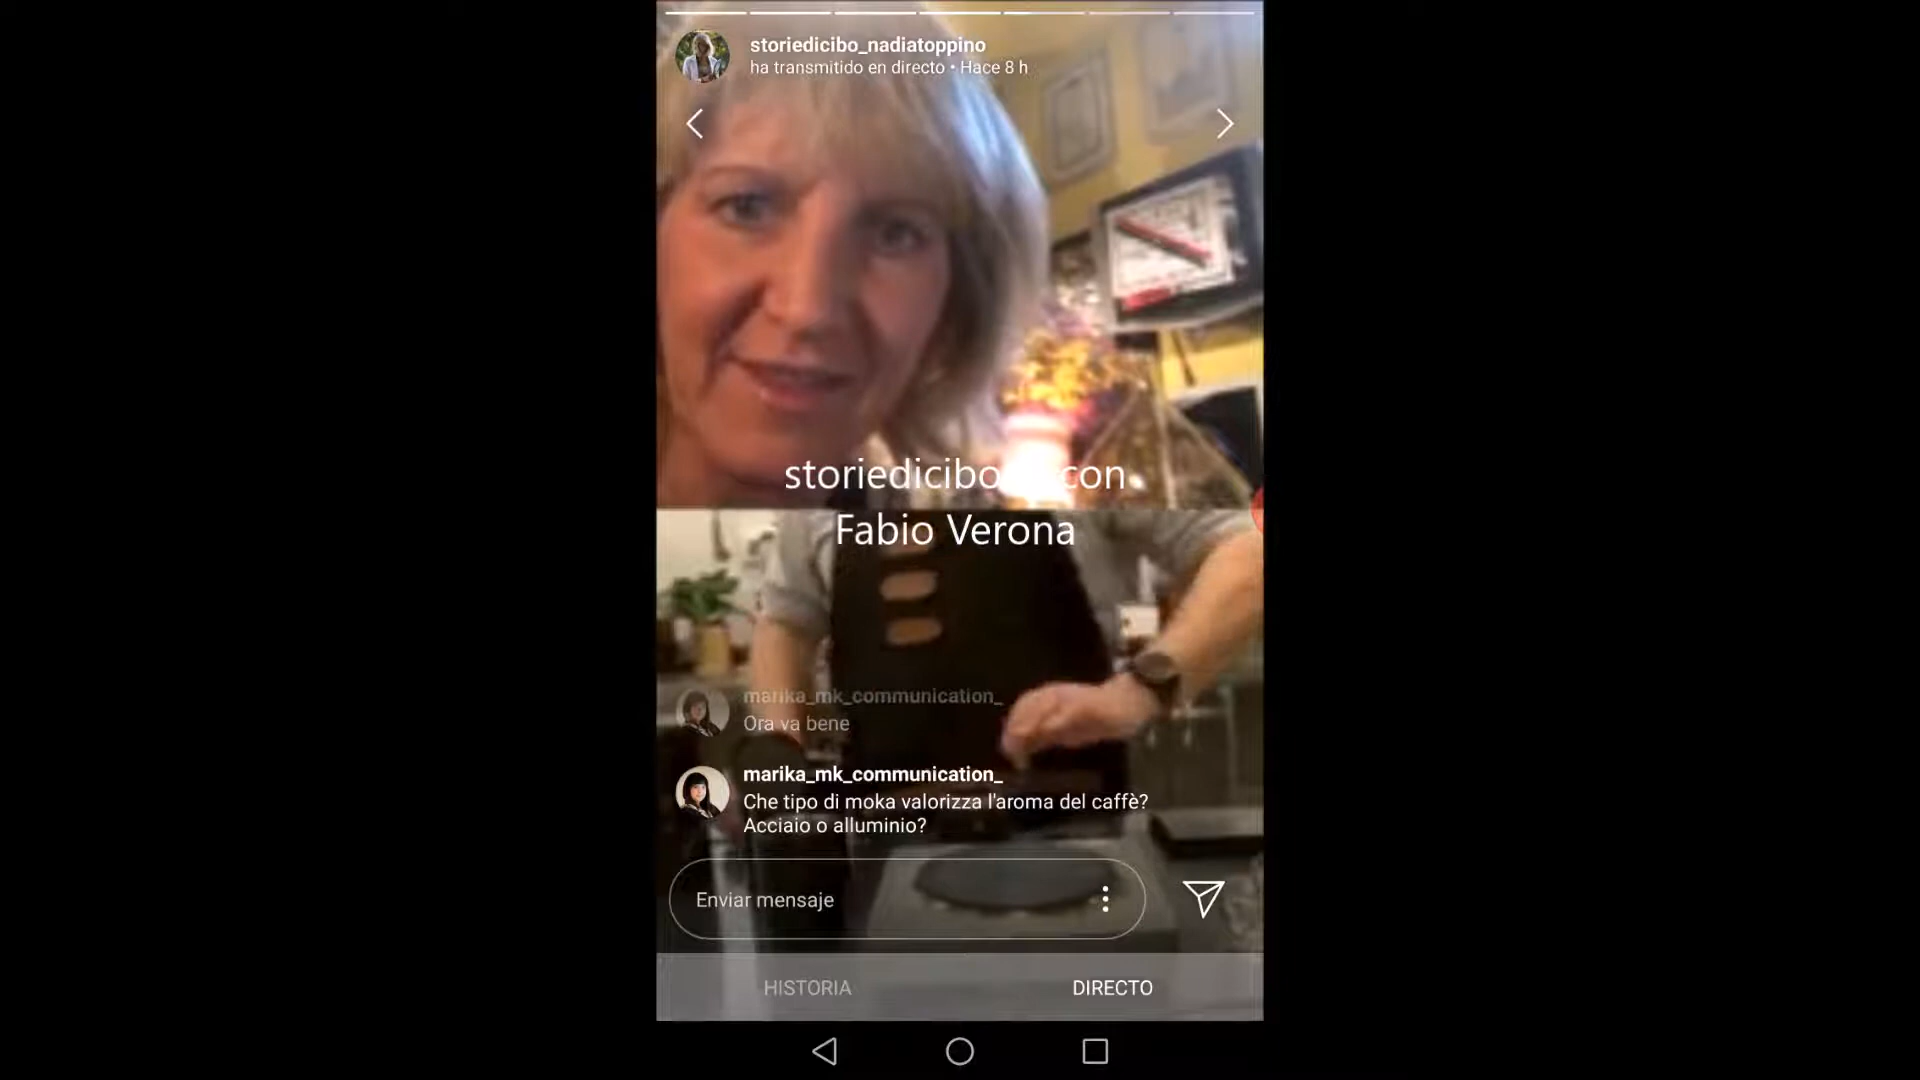 storiedicibo_nadiatoppino
ha transmitido en directo • Hace 8 h
storiedicibo con
Fabio Verona
marika_mk_communication_
Ora va bene
marika_mk_communication_
Che tipo di moka valorizza l'aroma del caffè?
Acciaio o alluminio?
Enviar mensaje
HISTORIA
DIRECTO